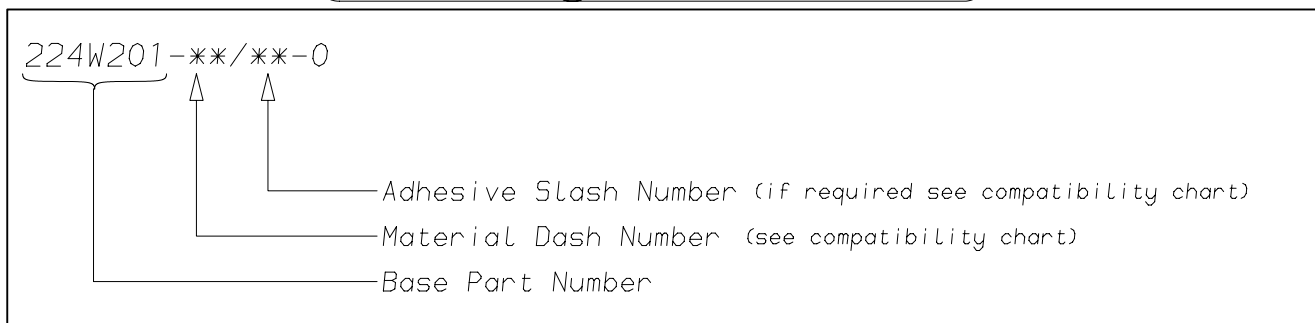 224W201-**/**-0
Adhesive Slash Number (if required see compatibility chart)
Material Dash Number (see compatibility chart)
Base Part Number